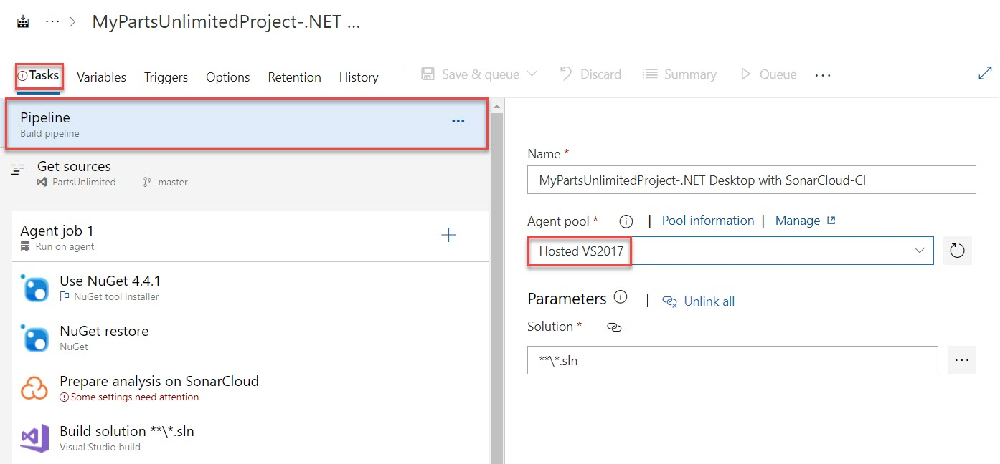 ... > MyPartsUnlimitedProject-.NET ...
Tasks Variables Triggers Options Retention History Save & queue Discard Summary Queue ...
Pipeline ...
Build pipeline
Get sources
PartsUnlimited master
Agent job 1 +
Run on agent
Use NuGet 4.4.1
NuGet tool installer
NuGet restore
NuGet
Prepare analysis on SonarCloud
Some settings need attention
Build solution **\*.sln
Visual Studio build
Name *
MyPartsUnlimitedProject-.NET Desktop with SonarCloud-CI
Agent pool * | Pool information | Manage
Hosted VS2017
Parameters | Unlink all
Solution *
**\*.sln ...